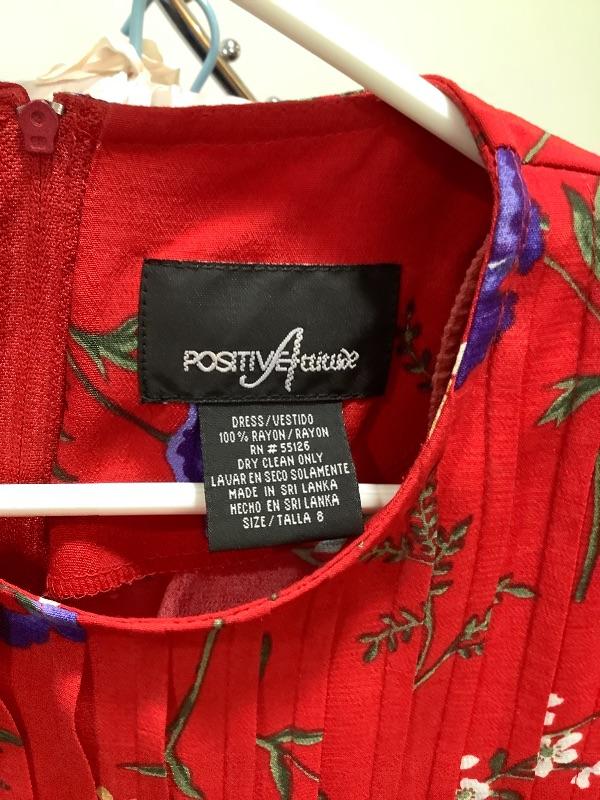 POSITIVE Attitude
DRESS/VESTIDO
100% RAYON/RAYON
RN # 55126
DRY CLEAN ONLY
LAVAR EN SECO SOLAMENTE
MADE IN SRI LANKA
HECHO EN SRI LANKA
SIZE/TALLA 8